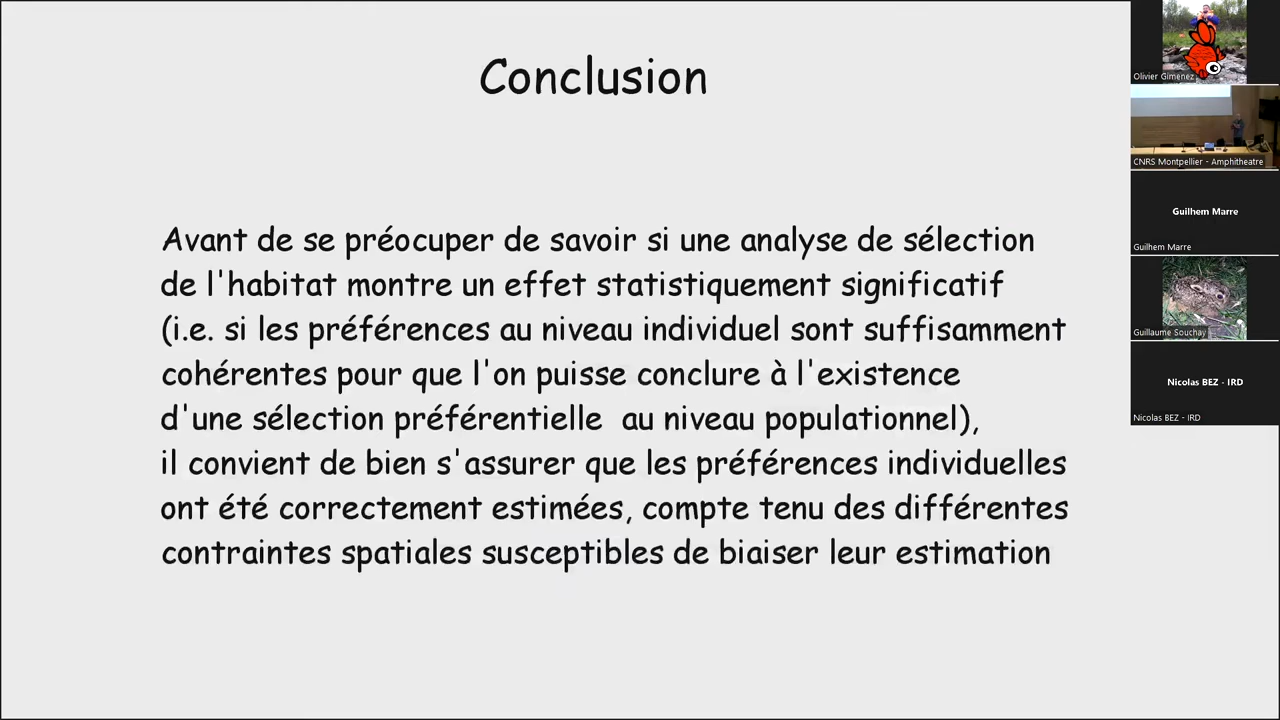 Conclusion
Avant de se préocuper de savoir si une analyse de sélection
de l'habitat montre un effet statistiquement significatif
(i.e. si les préférences au niveau individuel sont suffisamment
cohérentes pour que l'on puisse conclure à l'existence
d'une sélection préférentielle au niveau populationnel),
il convient de bien s'assurer que les préférences individuelles
ont été correctement estimées, compte tenu des différentes
contraintes spatiales susceptibles de biaiser leur estimation
Olivier Gimenez
CNRS Montpellier - Amphitheatre
Guilhem Marre
Guilhem Marre
Guillaume Souchay
Nicolas BEZ - IRD
Nicolas BEZ - IRD